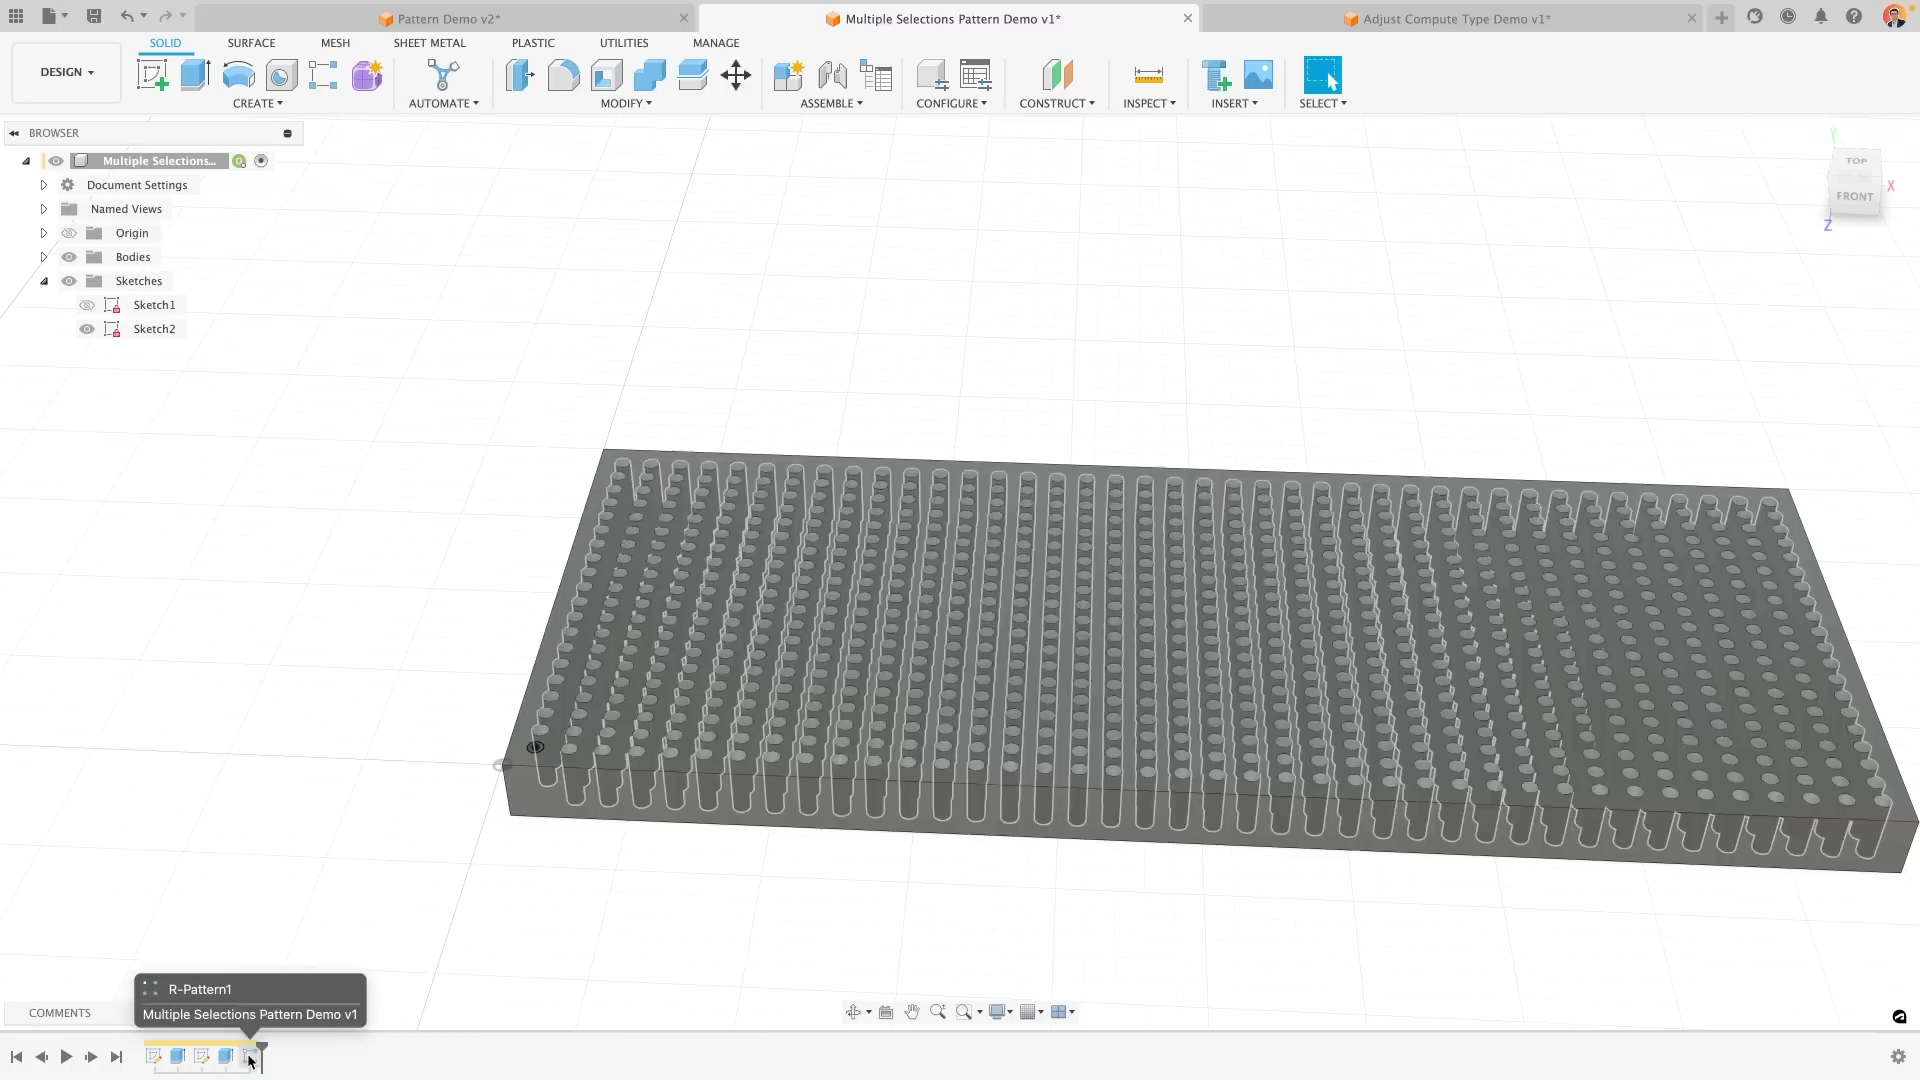 Pattern Demo v2*
Multiple Selections Pattern Demo v1*
Adjust Compute Type Demo v1*
SOLID
SURFACE
MESH
SHEET METAL
PLASTIC
UTILITIES
MANAGE
DESIGN
CREATE
AUTOMATE
MODIFY
ASSEMBLE
CONFIGURE
CONSTRUCT
INSPECT
INSERT
SELECT
BROWSER
Multiple Selections...
Document Settings
Named Views
Origin
Bodies
Sketches
Sketch1
Sketch2
Y
TOP
X
FRONT
Z
R-Pattern1
Multiple Selections Pattern Demo v1
COMMENTS